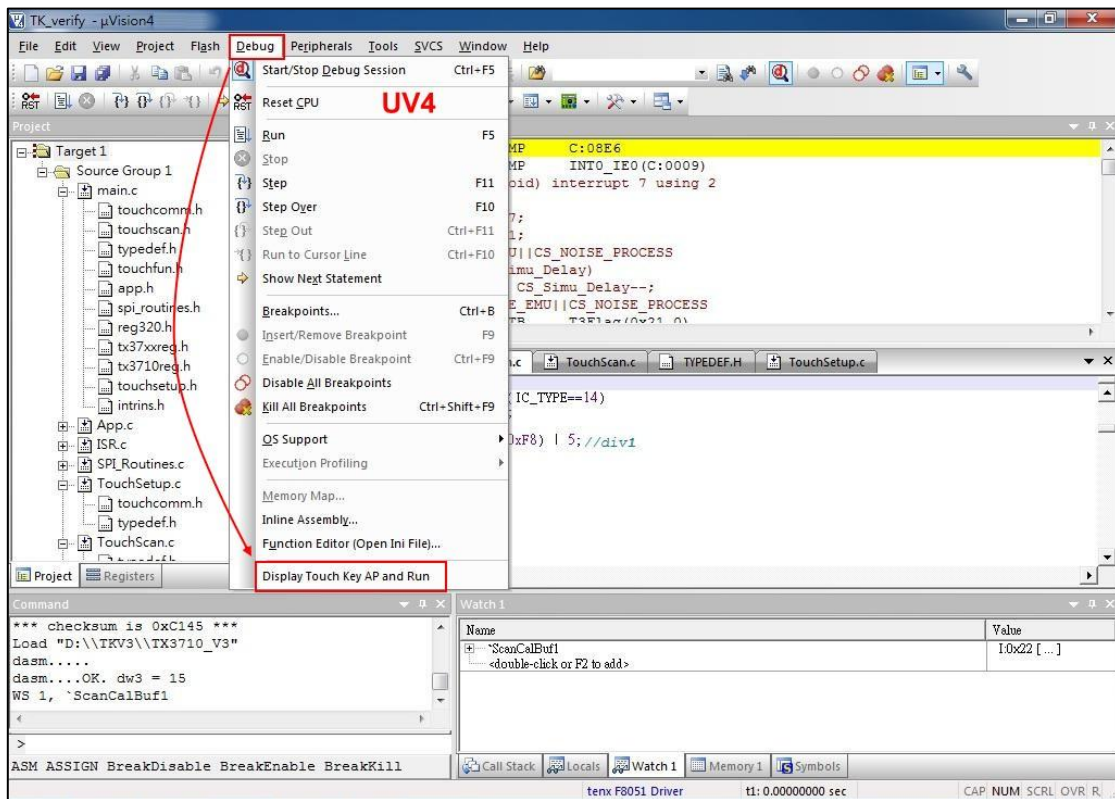 TK_verify - µVision4
File Edit View Project Flash Debug Peripherals Tools SVCS Window Help
Start/Stop Debug Session Ctrl+F5
Reset CPU
UV4
Run F5
Stop
Step F11
Step Over F10
Step Out Ctrl+F11
Run to Cursor Line Ctrl+F10
Show Next Statement
Breakpoints... Ctrl+B
Insert/Remove Breakpoint F9
Enable/Disable Breakpoint Ctrl+F9
Disable All Breakpoints
Kill All Breakpoints Ctrl+Shift+F9
OS Support
Execution Profiling
Memory Map...
Inline Assembly...
Function Editor (Open Ini File)...
Display Touch Key AP and Run
RST
RST
Project
Target 1
Source Group 1
main.c
touchcomm.h
touchscan.h
typedef.h
touchfun.h
app.h
spi_routines.h
reg320.h
tx37xxreg.h
tx3710reg.h
touchsetup.h
intrins.h
App.c
ISR.c
SPI_Routines.c
TouchSetup.c
touchcomm.h
typedef.h
TouchScan.c
Project Registers
MP C:08E6
MP INT0_IE0(C:0009)
oid) interrupt 7 using 2
7;
1;
U||CS_NOISE_PROCESS
imu_Delay)
CS_Simu_Delay--;
E_EMU||CS_NOISE_PROCESS
TB T3Flag(0x21.0)
.c TouchScan.c TYPEDEF.H TouchSetup.c
(IC_TYPE==14)
;
0xF8) | 5;//div1
Command
*** checksum is 0xC145 ***
Load "D:\\TKV3\\TX3710_V3"
dasm.....
dasm....OK. dw3 = 15
WS 1, `ScanCalBuf1
>
ASM ASSIGN BreakDisable BreakEnable BreakKill
Watch 1
Name Value
`ScanCalBuf1 I:0x22 [ ... ]
<double-click or F2 to add>
Call Stack Locals Watch 1 Memory 1 Symbols
tenx F8051 Driver t1: 0.00000000 sec CAP NUM SCRL OVR R